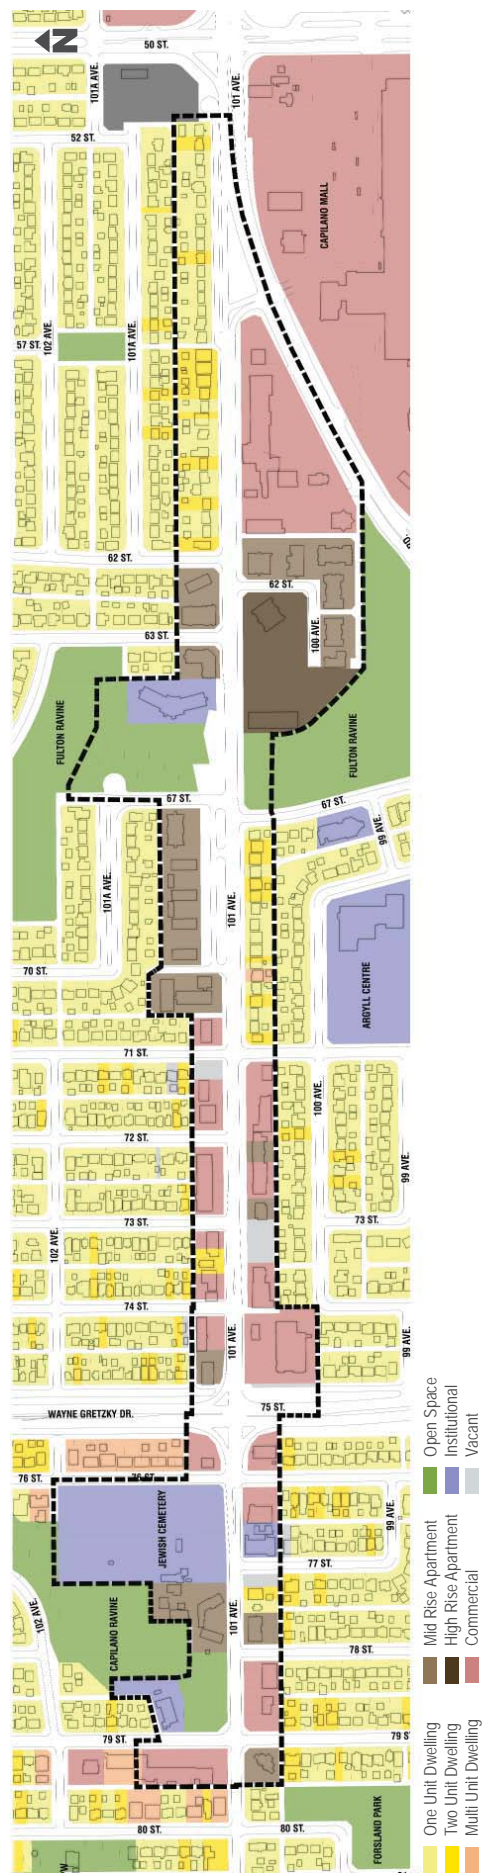 N
50 ST.
101A AVE.
101 AVE.
52 ST.
CAPILANO MALL
57 ST.
102 AVE.
101A AVE.
62 ST.
62 ST.
63 ST.
100 AVE.
FULTON RAVINE
FULTON RAVINE
67 ST.
67 ST.
99 AVE.
101A AVE.
101 AVE.
70 ST.
ARGYLL CENTRE
71 ST.
100 AVE.
72 ST.
99 AVE.
73 ST.
73 ST.
102 AVE.
74 ST.
101 AVE.
99 AVE.
WAYNE GRETZKY DR.
75 ST.
76 ST.
76 ST.
JEWISH CEMETERY
99 AVE.
77 ST.
102 AVE.
CAPILANO RAVINE
101 AVE.
78 ST.
79 ST.
79 S
80 ST.
80 ST.
FORSLAND PARK
One Unit Dwelling
Two Unit Dwelling
Multi Unit Dwelling
Mid Rise Apartment
High Rise Apartment
Commercial
Open Space
Institutional
Vacant